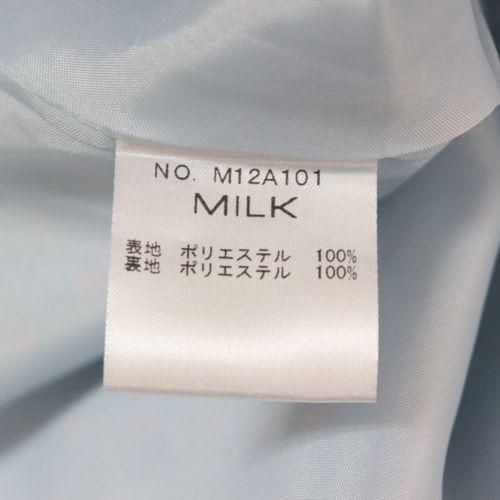 NO. M12A101
MILK
表地 ポリエステル 100%
裏地 ポリエステル 100%